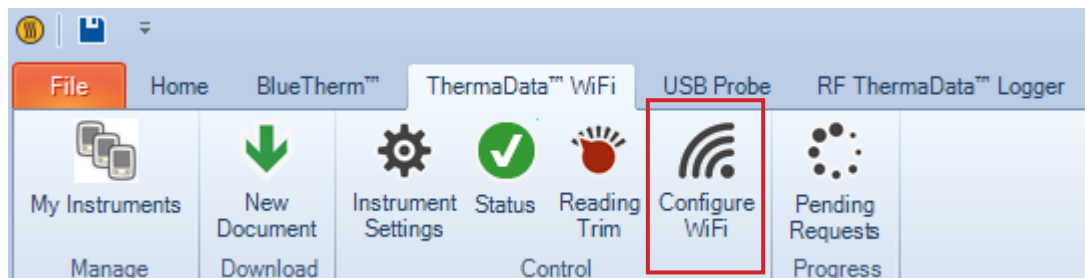 File Home BlueTherm™ ThermaData™ WiFi USB Probe RF ThermaData™ Logger
My Instruments New Document Instrument Settings Status Reading Trim Configure WiFi Pending Requests
Manage Download Control Progress